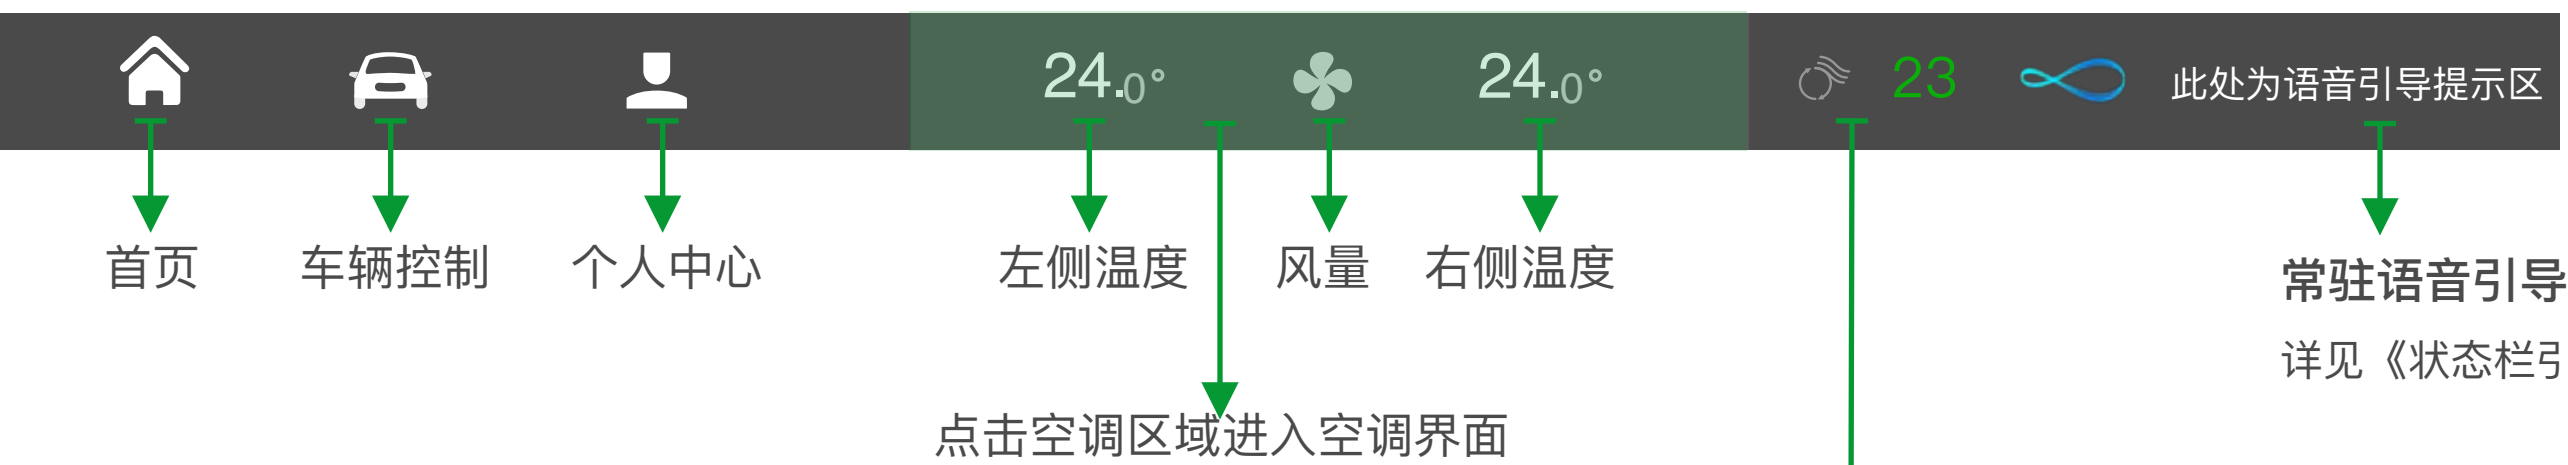 24.0° 24.0° 23 此处为语音引导提示区
首页 车辆控制 个人中心 左侧温度 风量 右侧温度 常驻语音引导
详见《状态栏引
点击空调区域进入空调界面